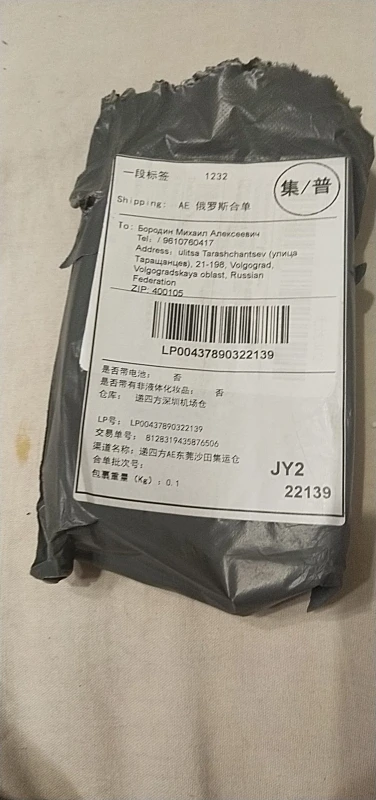 一段标签 1232
集/普
Shipping: AE 俄罗斯合单
To: Бородин Михаил Алексеевич
Tel: / 9610760417
Address: ulitsa Tarashchantsev (улица
Таращанцев), 21-198, Volgograd,
Volgogradskaya oblast, Russian
Federation
ZIP: 400105
LP00437890322139
是否带电池: 否
是否带有非液体化妆品: 否
仓库: 递四方深圳机场仓
LP号: LP00437890322139
交易单号: 8128319435876506
渠道名称: 递四方AE东莞沙田集运仓
合单批次号:
包裹重量 (Kg): 0.1
JY2
22139